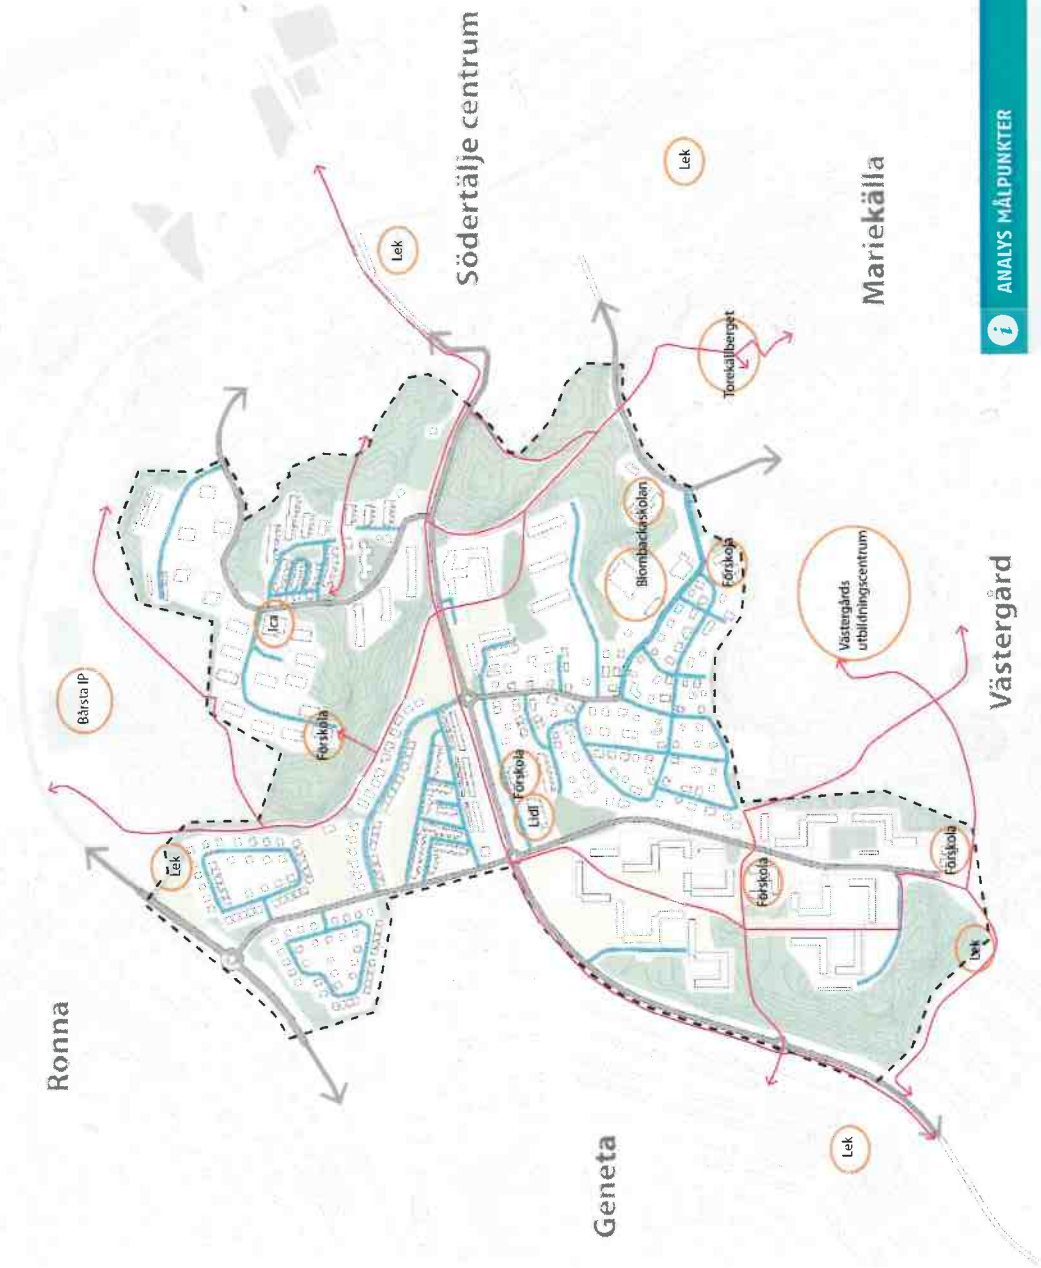 Ronna
Bårsta IP
Lek
Ica
Förskola
Lek
Södertälje centrum
Förskola
Lidl
Geneta
Blombackaskolan
Lek
Förskola
Torekällberget
Förskola
Lek
Västergårds
utbildningscentrum
Mariekälla
Förskola
Lek
Västergård
i ANALYS MÅLPUNKTER